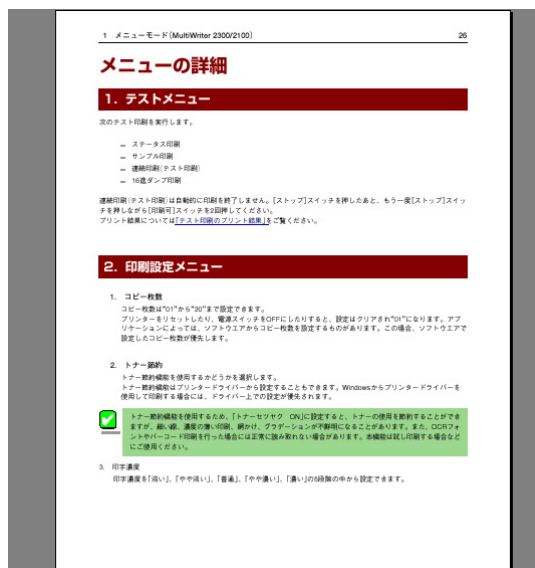 1 メニューモード(MultiWriter 2300/2100) 26
メニューの詳細
1. テストメニュー
次のテスト印刷を実行します。
– ステータス印刷
– サンプル印刷
– 連続印刷(テスト印刷)
– 16進ダンプ印刷
連続印刷(テスト印刷)は自動的に印刷を終了しません。[ストップ]スイッチを押したあと、もう一度[ストップ]スイッ
チを押しながら[印刷可]スイッチを2回押してください。
プリント結果については「テスト印刷のプリント結果」をご覧ください。
2. 印刷設定メニュー
1. コピー枚数
コピー枚数は"01"から"20"まで設定できます。
プリンターをリセットしたり、電源スイッチをOFFにしたりすると、設定はクリアされ"01"になります。アプ
リケーションによっては、ソフトウエアからコピー枚数を設定するものがあります。この場合、ソフトウエアで
設定したコピー枚数が優先します。
2. トナー節約
トナー節約機能を使用するかどうかを選択します。
トナー節約機能はプリンタードライバーから設定することもできます。Windowsからプリンタードライバーを
使用して印刷する場合には、ドライバー上での設定が優先されます。
トナー節約機能を使用するため、「トナーセツヤク ON」に設定すると、トナーの使用を節約することができ
ますが、細い線、濃度の薄い印刷、網かけ、グラデーションが不鮮明になることがあります。また、OCRフォ
ントやバーコード印刷を行った場合には正常に読み取れない場合があります。本機能は試し印刷する場合など
にご使用ください。
3. 印字濃度
印字濃度を「淡い」、「やや淡い」、「普通」、「やや濃い」、「濃い」の5段階の中から設定できます。